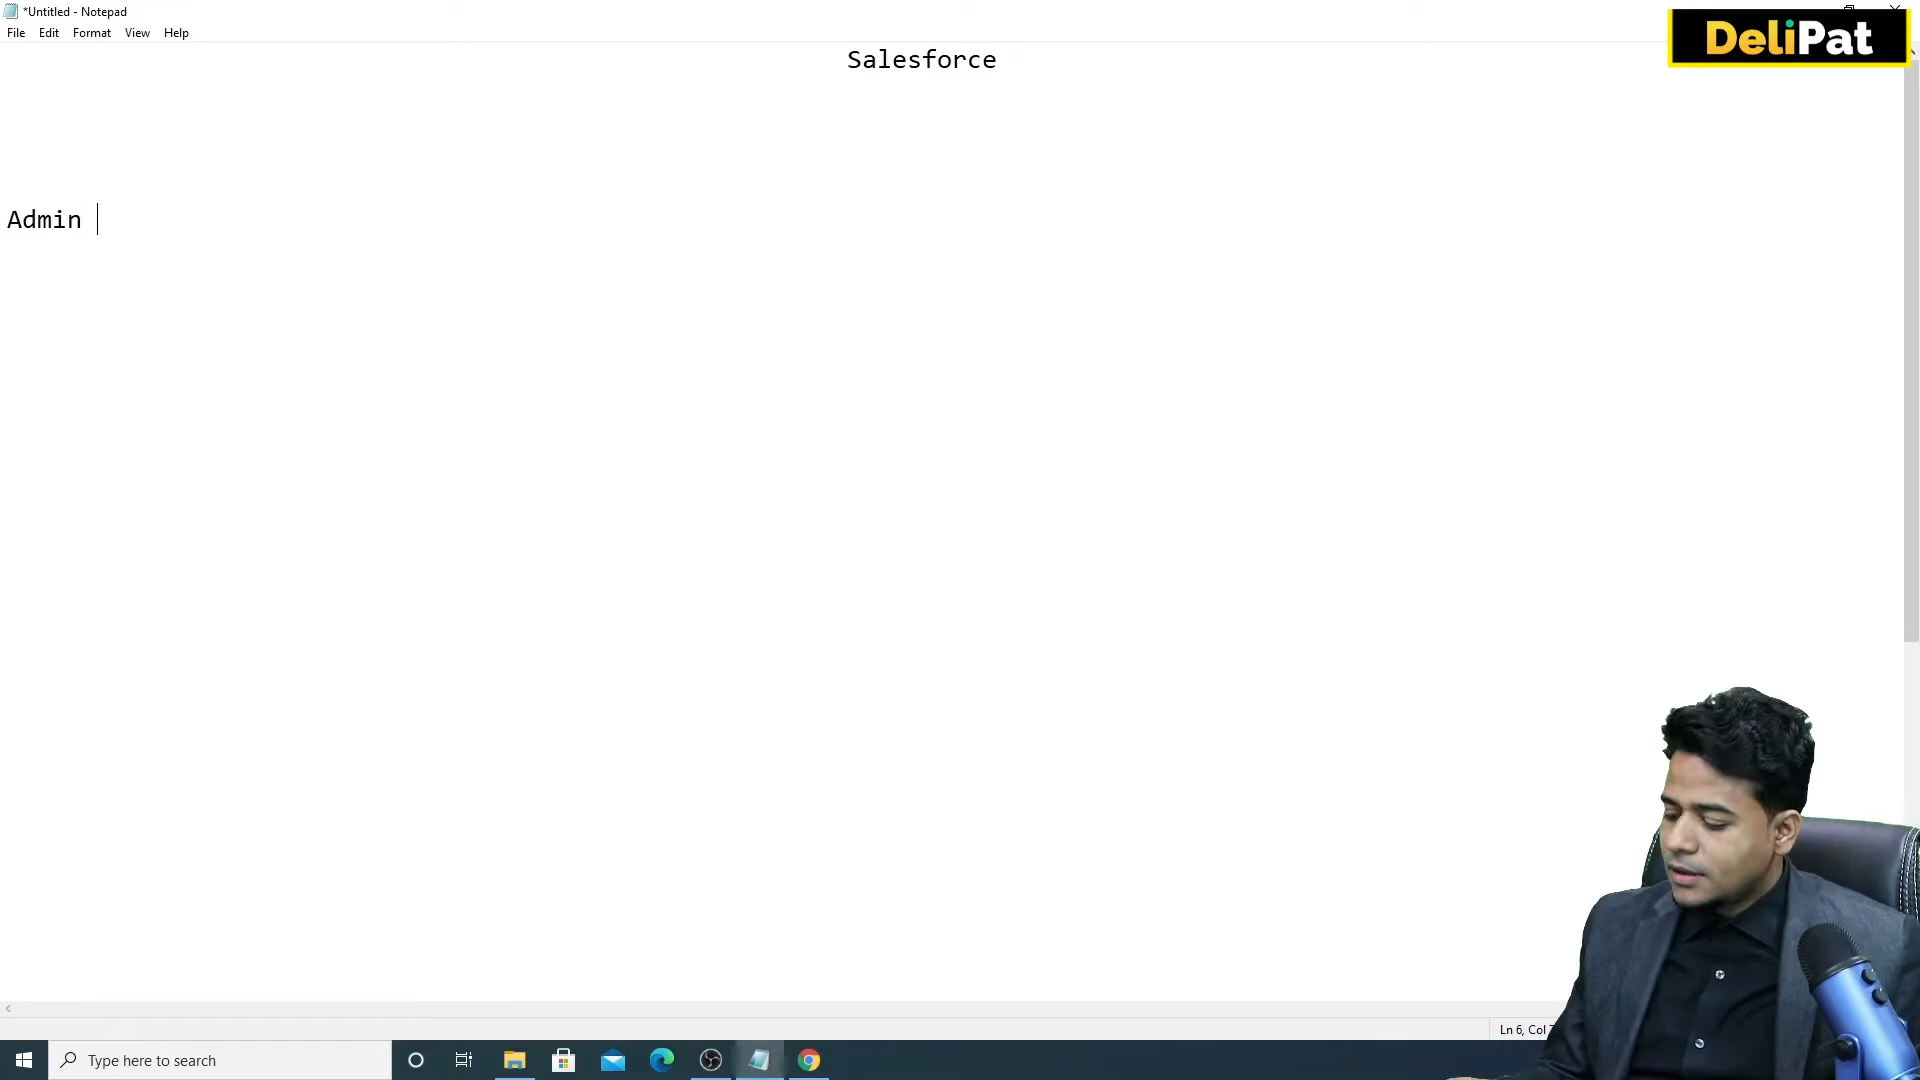 *Untitled - Notepad
File Edit Format View Help
DeliPat
Salesforce
Admin
Ln 6, Col
Type here to search